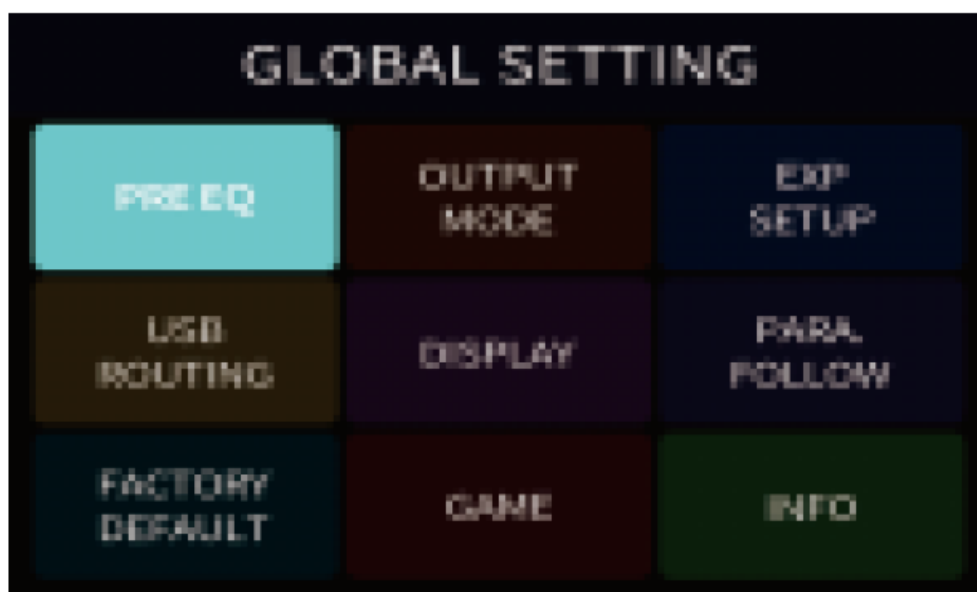 GLOBAL SETTING
PRE EQ
OUTPUT
MODE
EXP
SETUP
USB
ROUTING
DISPLAY
PARA.
FOLLOW
FACTORY
DEFAULT
GAME
INFO